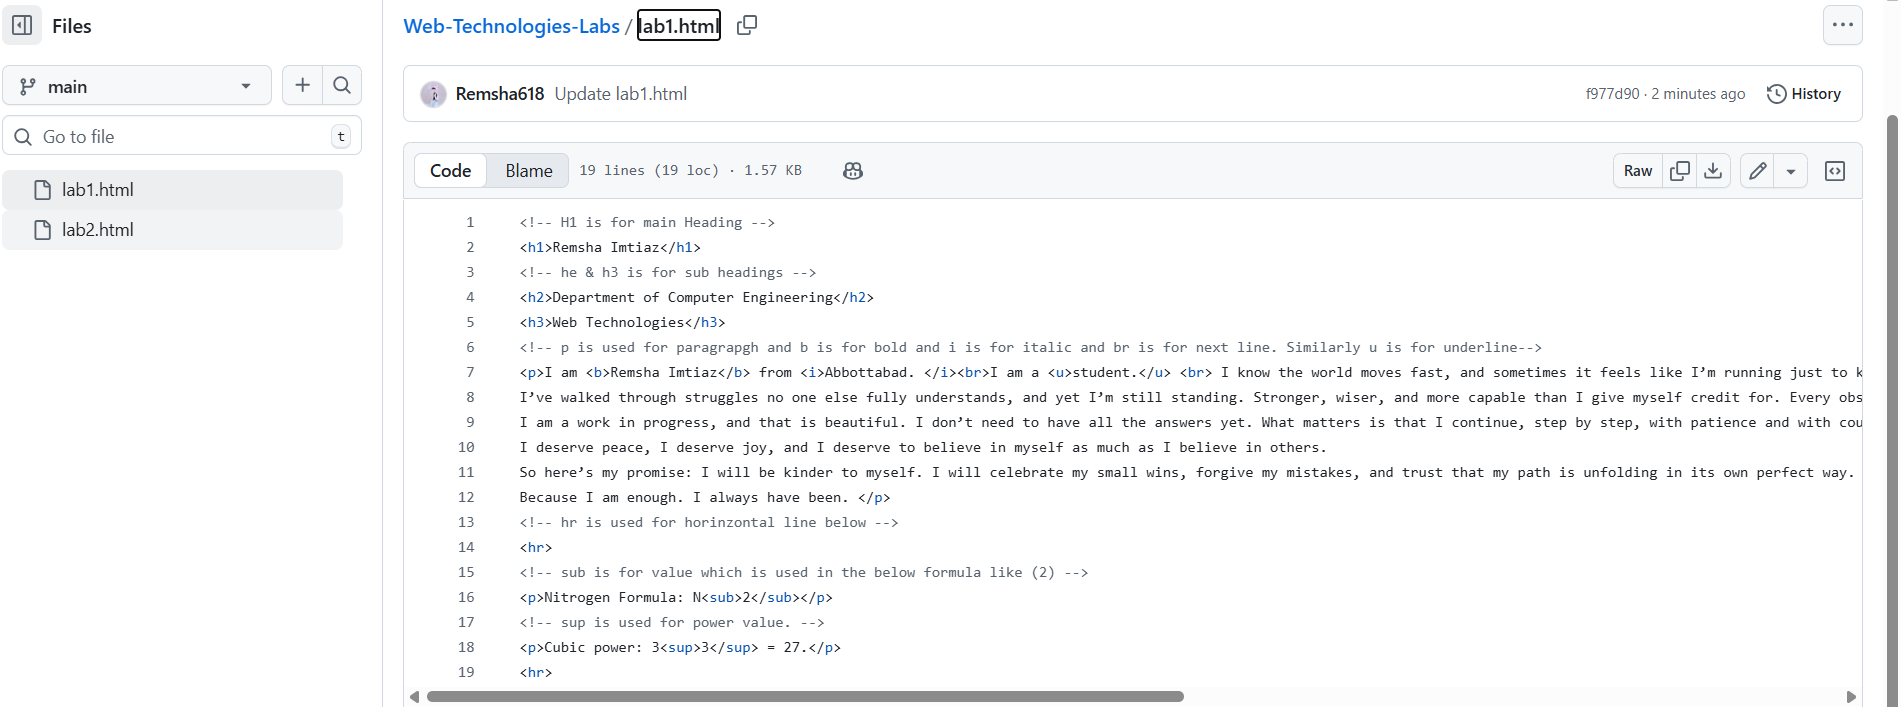 Files
Web-Technologies-Labs / lab1.html
main
Remsha618 Update lab1.html
f977d90 · 2 minutes ago
History
Go to file
t
Code
Blame
19 lines (19 loc) · 1.57 KB
Raw
lab1.html
lab2.html
1 <!-- H1 is for main Heading -->
2 <h1>Remsha Imtiaz</h1>
3 <!-- he & h3 is for sub headings -->
4 <h2>Department of Computer Engineering</h2>
5 <h3>Web Technologies</h3>
6 <!-- p is used for paragrapgh and b is for bold and i is for italic and br is for next line. Similarly u is for underline-->
7 <p>I am <b>Remsha Imtiaz</b> from <i>Abbottabad. </i><br>I am a <u>student.</u> <br> I know the world moves fast, and sometimes it feels like I’m running just to k
8 I’ve walked through struggles no one else fully understands, and yet I’m still standing. Stronger, wiser, and more capable than I give myself credit for. Every obs
9 I am a work in progress, and that is beautiful. I don’t need to have all the answers yet. What matters is that I continue, step by step, with patience and with cou
10 I deserve peace, I deserve joy, and I deserve to believe in myself as much as I believe in others.
11 So here’s my promise: I will be kinder to myself. I will celebrate my small wins, forgive my mistakes, and trust that my path is unfolding in its own perfect way.
12 Because I am enough. I always have been. </p>
13 <!-- hr is used for horinzontal line below -->
14 <hr>
15 <!-- sub is for value which is used in the below formula like (2) -->
16 <p>Nitrogen Formula: N<sub>2</sub></p>
17 <!-- sup is used for power value. -->
18 <p>Cubic power: 3<sup>3</sup> = 27.</p>
19 <hr>